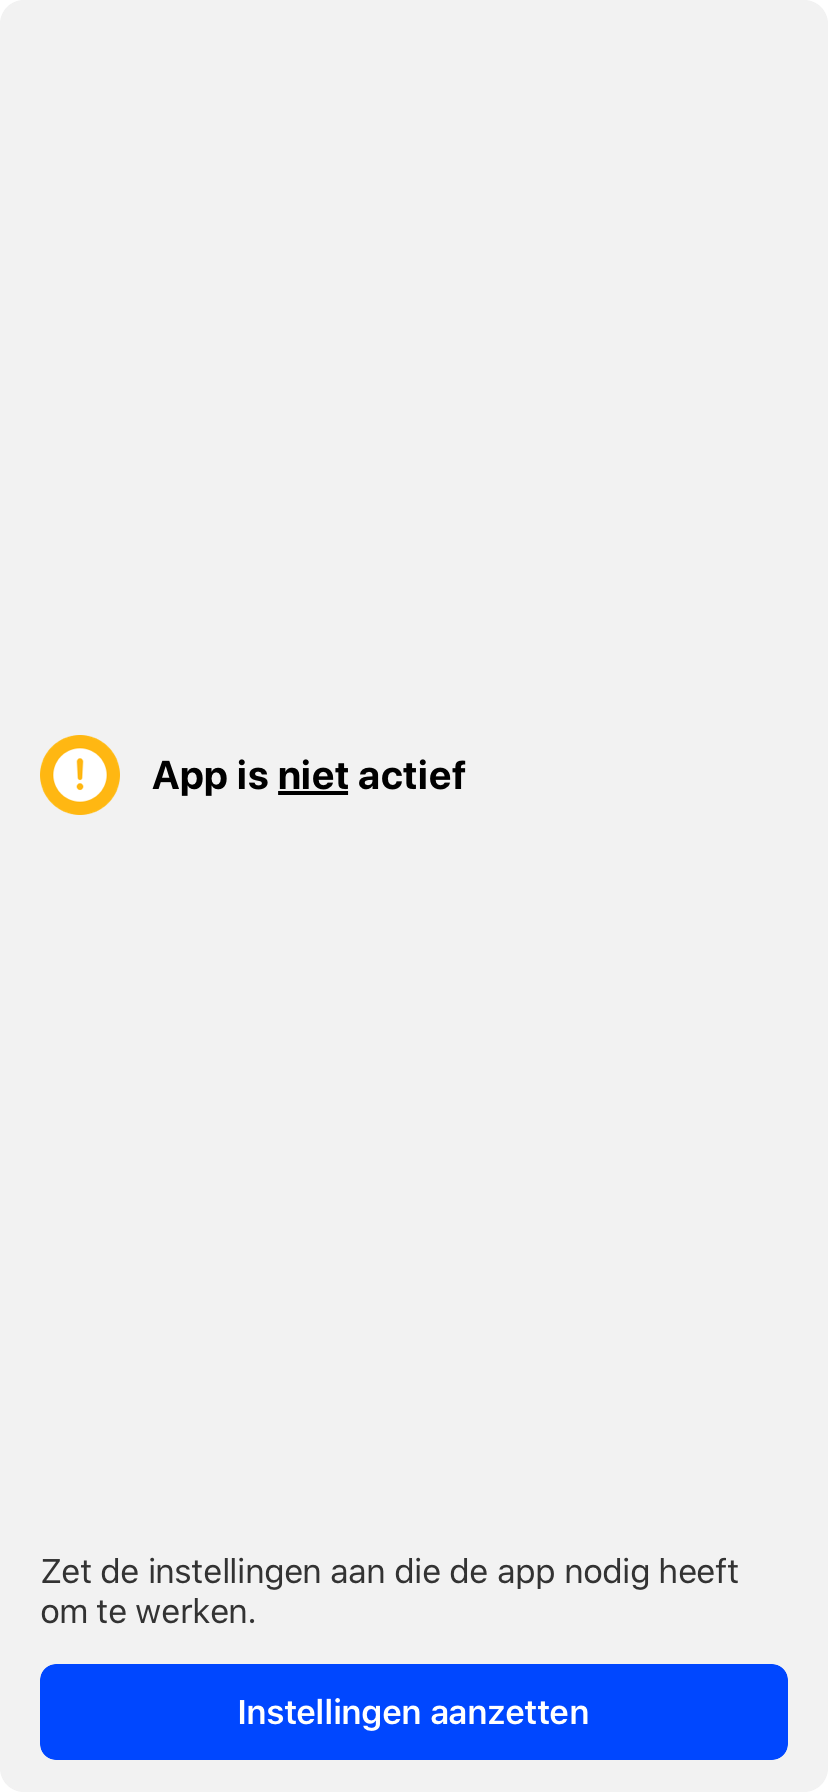 App is niet actief
Zet de instellingen aan die de app nodig heeft
om te werken.
Instellingen aanzetten